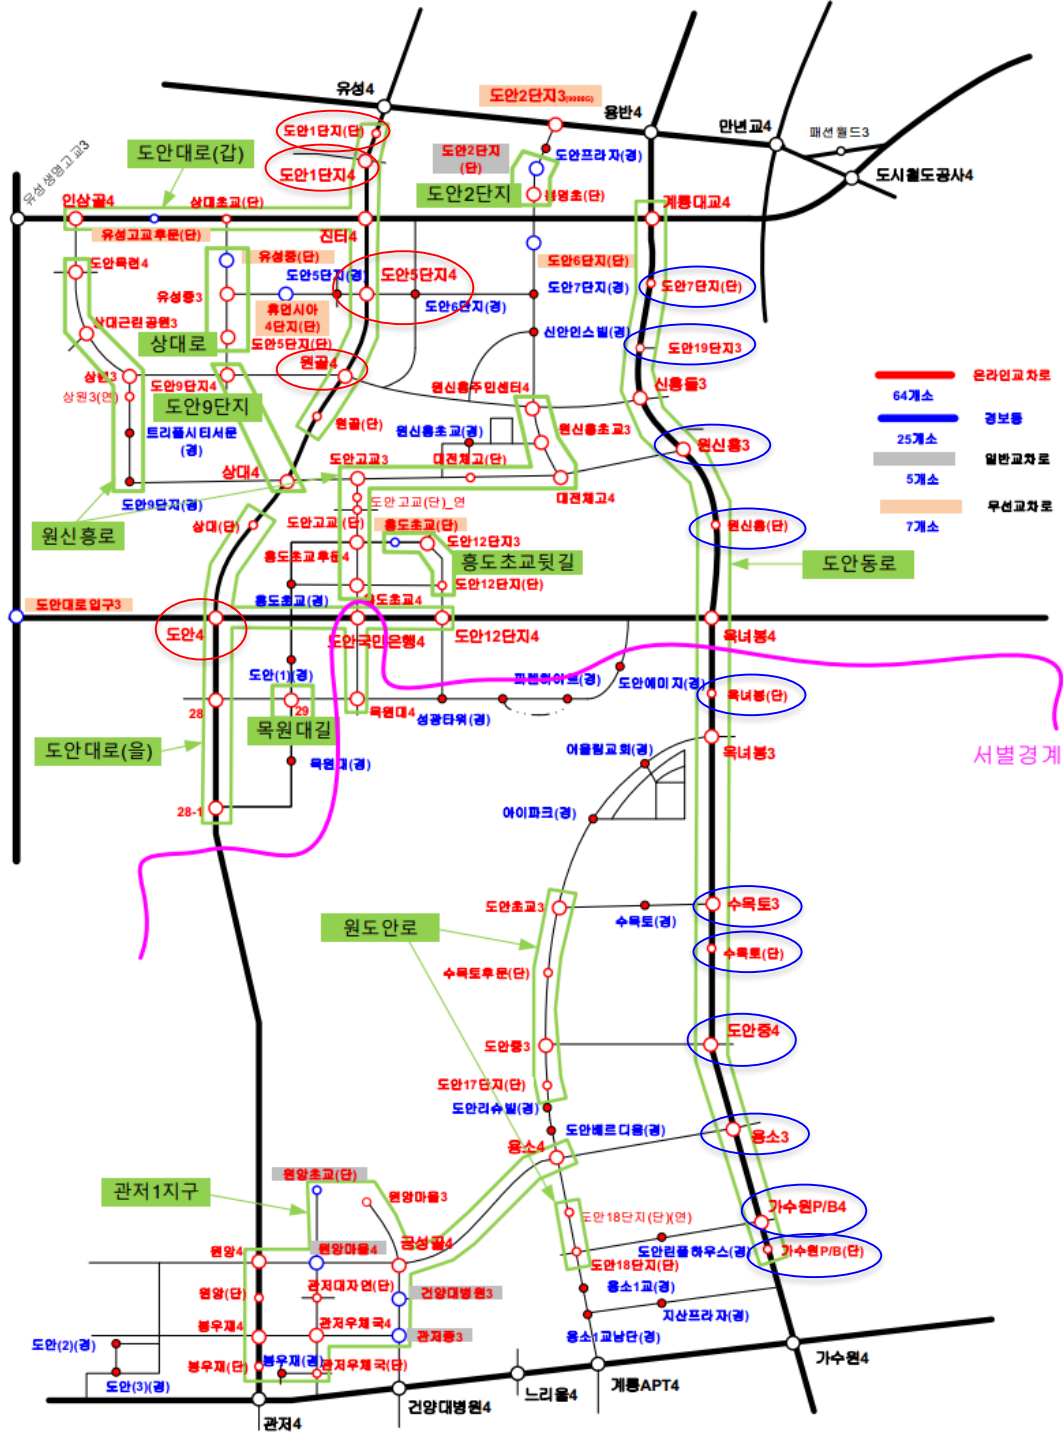 유성4
도안2단지3(9986G)
용반4
만년교4
패션월드3
도시철도공사4
유성생명고교3
도안대로(갑)
도안1단지(단)
도안1단지4
도안2단지
(단)
도안프라자(경)
도안2단지
용명초(단)
인삼골4
상대초교(단)
진터4
계룡대교4
유성고교후문(단)
도안목련4
유성중(단)
도안5단지(경)
도안5단지4
도안6단지(단)
도안7단지(경)
도안7단지(단)
유성중3
휴먼시아
4단지(단)
도안6단지(경)
상대근린공원3
상대로
도안5단지(단)
신안인스빌(경)
도안19단지3
원골4
상원3
도안9단지4
원신흥주민센터4
신흥뜰3
온라인교차로
64개소
상원3(연)
도안9단지
원골(단)
경보등
25개소
트리풀시티서문
(경)
원신흥초교(경)
원신흥초교3
원신흥3
상대4
도안고교3
대전체고(단)
일반교차로
5개소
도안9단지(경)
도안고교(단)_연
대전체고4
무선교차로
7개소
원신흥로
상대(단)
도안고교(단)
흥도초교(단)
원신흥(단)
흥도초교후문4
도안12단지3
흥도초교뒷길
도안동로
도안12단지(단)
도안대로입구3
흥도초교(경)
흥도초교4
도안4
도안국민은행4
도안12단지4
옥녀봉4
도안(1)(경)
파렌하이트(경)
도안에미지(경)
옥녀봉(단)
28
29
목원대4
성광타워(경)
목원대길
도안대로(을)
어울림교회(경)
옥녀봉3
서별경계
목원대(경)
28-1
아이파크(경)
원도안로
도안초교3
수목토(경)
수목토3
수목토후문(단)
수목토(단)
도안중3
도안중4
도안17단지(단)
도안리슈빌(경)
도안베르디움(경)
용소4
용소3
원앙초교(단)
관저1지구
원앙마을3
도안18단지(단)(연)
가수원P/B4
원앙4
원앙마을4
금성골4
도안린풀하우스(경)
가수원P/B(단)
도안18단지(단)
원앙(단)
관저대자연(단)
건양대병원3
용소1교(경)
지산프라자(경)
봉우재4
관저우체국4
관저중3
용소1교남단(경)
도안(2)(경)
봉우재(단)
봉우재(경)
관저우체국(단)
가수원4
도안(3)(경)
느리울4
계룡APT4
건양대병원4
관저4